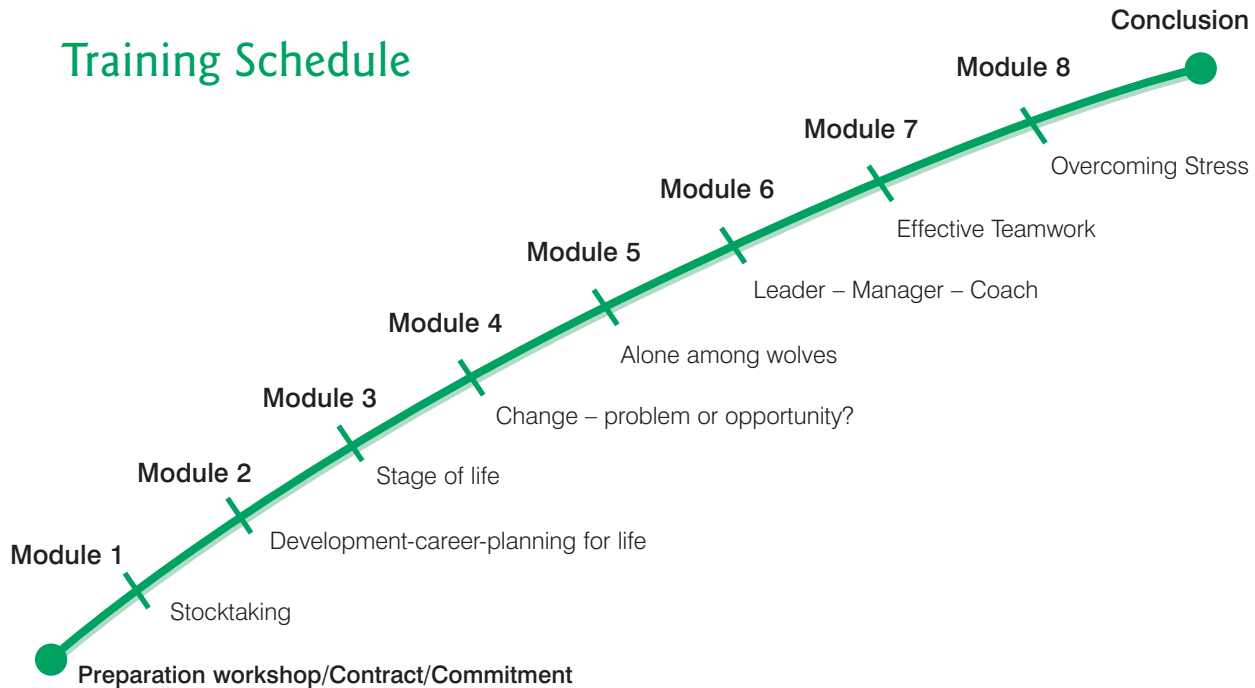 Training Schedule
Conclusion
Module 8
Overcoming Stress
Module 7
Effective Teamwork
Module 6
Leader – Manager – Coach
Module 5
Alone among wolves
Module 4
Change – problem or opportunity?
Module 3
Stage of life
Module 2
Development-career-planning for life
Module 1
Stocktaking
Preparation workshop/Contract/Commitment